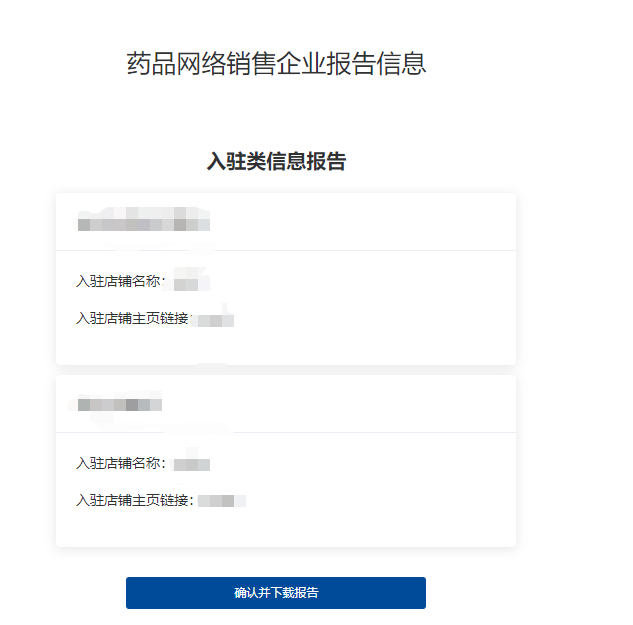 药品网络销售企业报告信息
入驻类信息报告
入驻店铺名称：
入驻店铺主页链接：
入驻店铺名称：
入驻店铺主页链接：
确认并下载报告